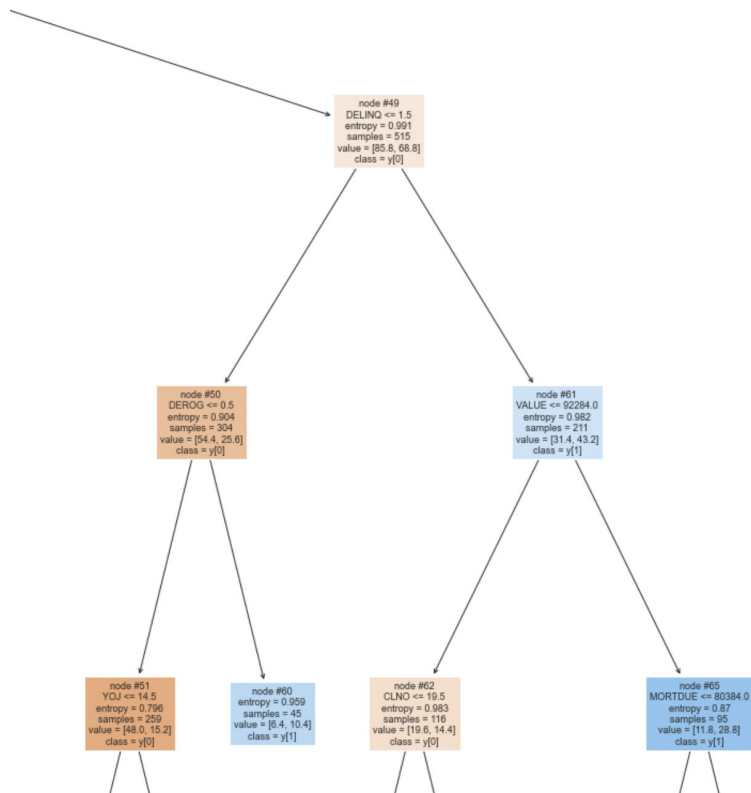 node #49
DELINQ <= 1.5
entropy = 0.991
samples = 515
value = [85.8, 68.8]
class = y[0]
node #50
DEROG <= 0.5
entropy = 0.904
samples = 304
value = [54.4, 25.6]
class = y[0]
node #61
VALUE <= 92284.0
entropy = 0.982
samples = 211
value = [31.4, 43.2]
class = y[1]
node #51
YOJ <= 14.5
entropy = 0.796
samples = 259
value = [48.0, 15.2]
class = y[0]
node #60
entropy = 0.959
samples = 45
value = [6.4, 10.4]
class = y[1]
node #62
CLNO <= 19.5
entropy = 0.983
samples = 116
value = [19.6, 14.4]
class = y[0]
node #65
MORTDUE <= 80384.0
entropy = 0.87
samples = 95
value = [11.8, 28.8]
class = y[1]